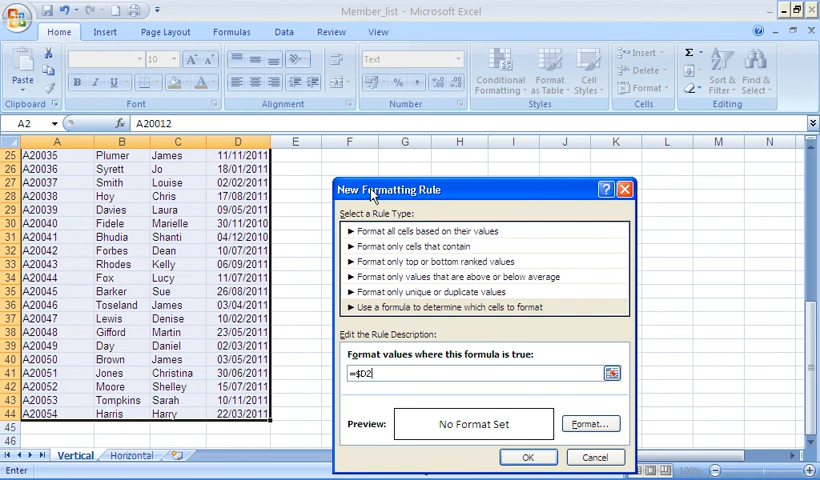 Member_list - Microsoft Excel
Home Insert Page Layout Formulas Data Review View
Paste
10
Text
Conditional Formatting
Format as Table
Cell Styles
Insert
Delete
Format
Sort & Filter
Find & Select
Clipboard Font Alignment Number Styles Cells Editing
A2 fx A20012
A B C D E F G H I J K L M N
25 A20035 Plumer James 11/11/2011
26 A20036 Syrett Jo 18/01/2011
27 A20037 Smith Louise 02/02/2011
28 A20038 Hoy Chris 17/08/2011
29 A20039 Davies Laura 09/05/2011
30 A20040 Fidele Marielle 30/11/2010
31 A20041 Bhudia Shanti 04/12/2010
32 A20042 Forbes Dean 10/07/2011
33 A20043 Rhodes Kelly 06/09/2011
34 A20044 Fox Lucy 11/07/2011
35 A20045 Barker Sue 26/08/2011
36 A20046 Toseland James 03/04/2011
37 A20047 Lewis Denise 10/02/2011
38 A20048 Gifford Martin 23/05/2011
39 A20049 Day Daniel 02/03/2011
40 A20050 Brown James 03/05/2011
41 A20051 Jones Christina 30/06/2011
42 A20052 Moore Shelley 15/07/2011
43 A20053 Tompkins Sarah 10/11/2011
44 A20054 Harris Harry 22/03/2011
45
46
New Formatting Rule
Select a Rule Type:
► Format all cells based on their values
► Format only cells that contain
► Format only top or bottom ranked values
► Format only values that are above or below average
► Format only unique or duplicate values
► Use a formula to determine which cells to format
Edit the Rule Description:
Format values where this formula is true:
=$D2
Preview: No Format Set Format...
OK Cancel
Vertical Horizontal
Enter
100%